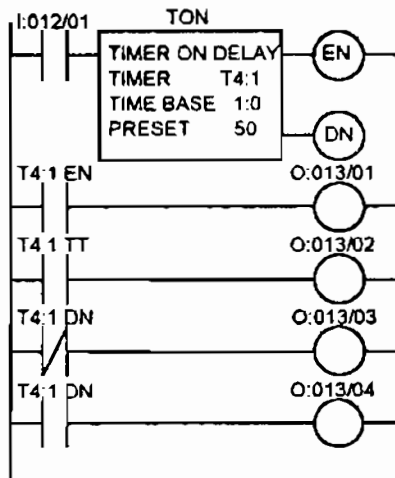 I:012/01
TON
TIMER ON DELAY
TIMER T4:1
TIME BASE 1:0
PRESET 50
EN
DN
T4:1 EN O:013/01
T4:1 TT O:013/02
T4:1 DN O:013/03
T4:1 DN O:013/04